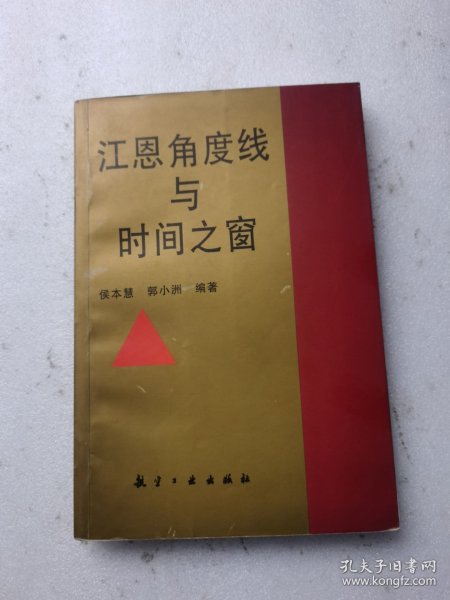 江恩角度线
与
时间之窗
侯本慧 郭小洲 编著
航空工业出版社
孔夫子旧书网
www.kongfz.com